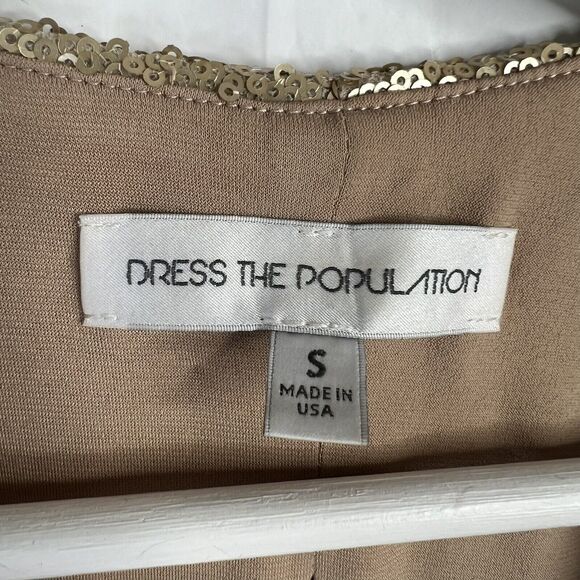 DRESS THE POPULATION
S
MADE IN
USA